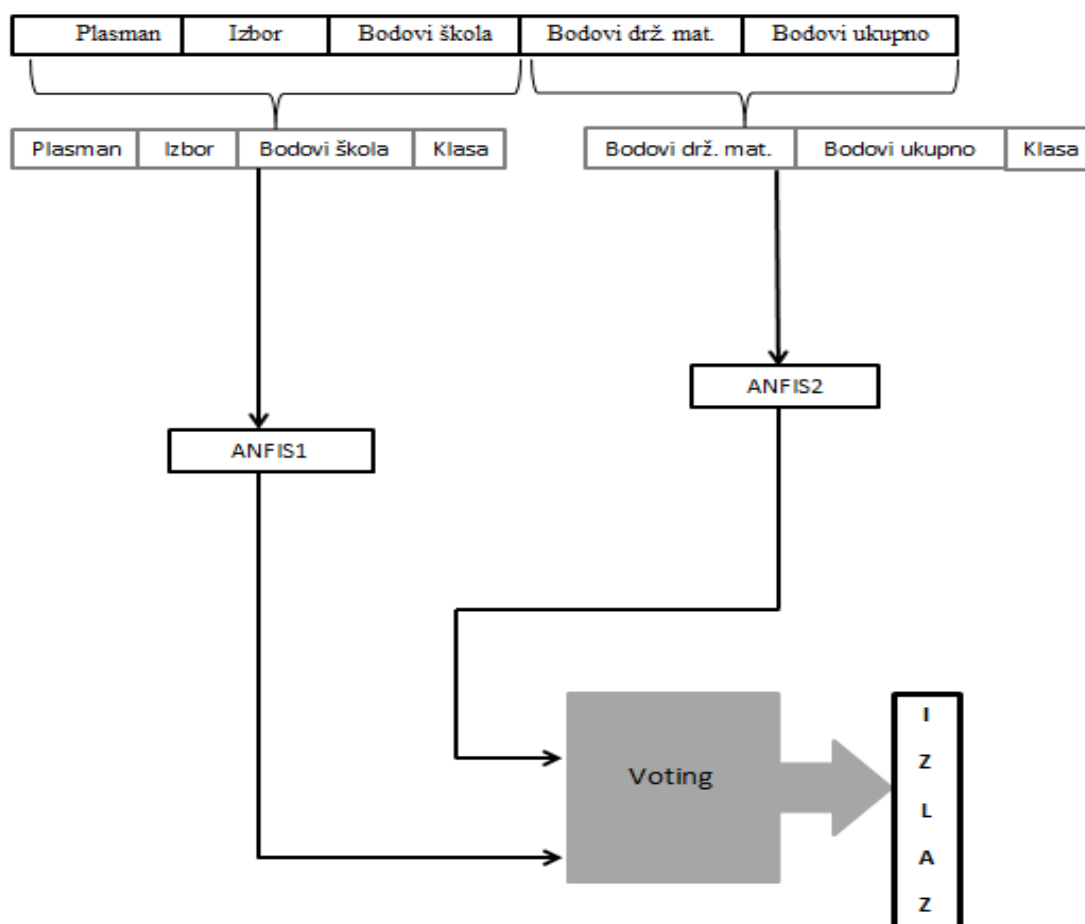 Plasman Izbor Bodovi škola Bodovi drž. mat. Bodovi ukupno
Plasman Izbor Bodovi škola Klasa Bodovi drž. mat. Bodovi ukupno Klasa
ANFIS2
ANFIS1
Voting
I
Z
L
A
Z